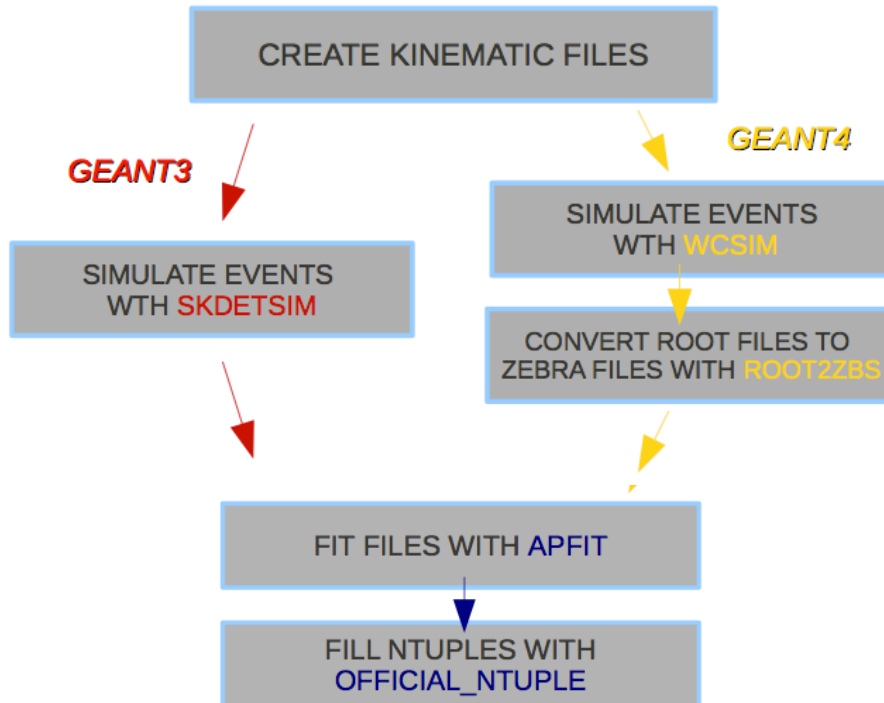 CREATE KINEMATIC FILES
GEANT3
GEANT4
SIMULATE EVENTS
WTH WCSIM
SIMULATE EVENTS
WTH SKDETSIM
CONVERT ROOT FILES TO
ZEBRA FILES WITH ROOT2ZBS
FIT FILES WITH APFIT
FILL NTUPLES WITH
OFFICIAL_NTUPLE